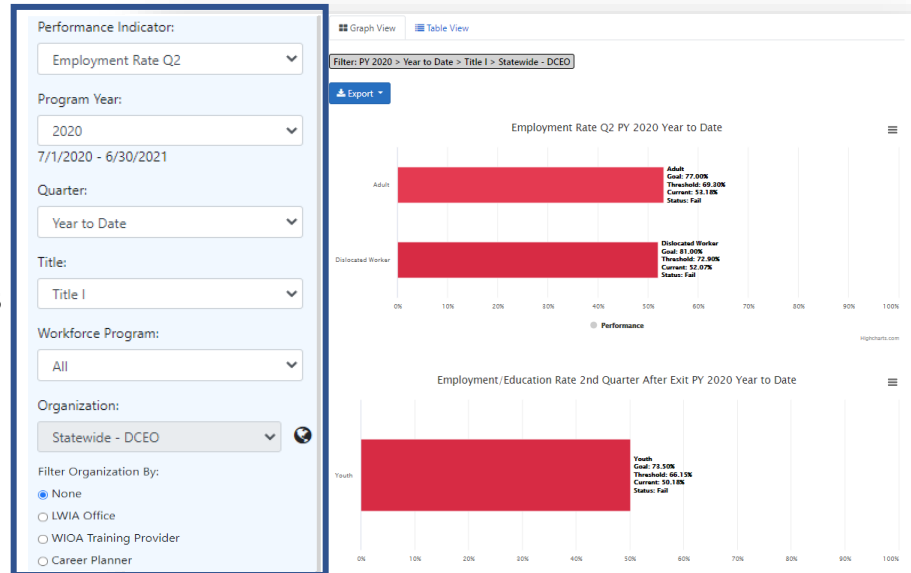 Performance Indicator:
Employment Rate Q2
Program Year:
2020
7/1/2020 - 6/30/2021
Quarter:
Year to Date
Title:
Title I
Workforce Program:
All
Organization:
Statewide - DCEO
Filter Organization By:
None
LWIA Office
WIOA Training Provider
Career Planner
Graph View
Table View
Filter: PY 2020 > Year to Date > Title I > Statewide - DCEO
Export
Employment Rate Q2 PY 2020 Year to Date
Adult
Adult
Goal: 77.00%
Threshold: 69.30%
Current: 53.18%
Status: Fail
Dislocated Worker
Dislocated Worker
Goal: 81.00%
Threshold: 72.90%
Current: 52.07%
Status: Fail
0% 10% 20% 30% 40% 50% 60% 70% 80% 90% 100%
Performance
Highcharts.com
Employment/Education Rate 2nd Quarter After Exit PY 2020 Year to Date
Youth
Youth
Goal: 73.50%
Threshold: 66.15%
Current: 50.18%
Status: Fail
0% 10% 20% 30% 40% 50% 60% 70% 80% 90% 100%